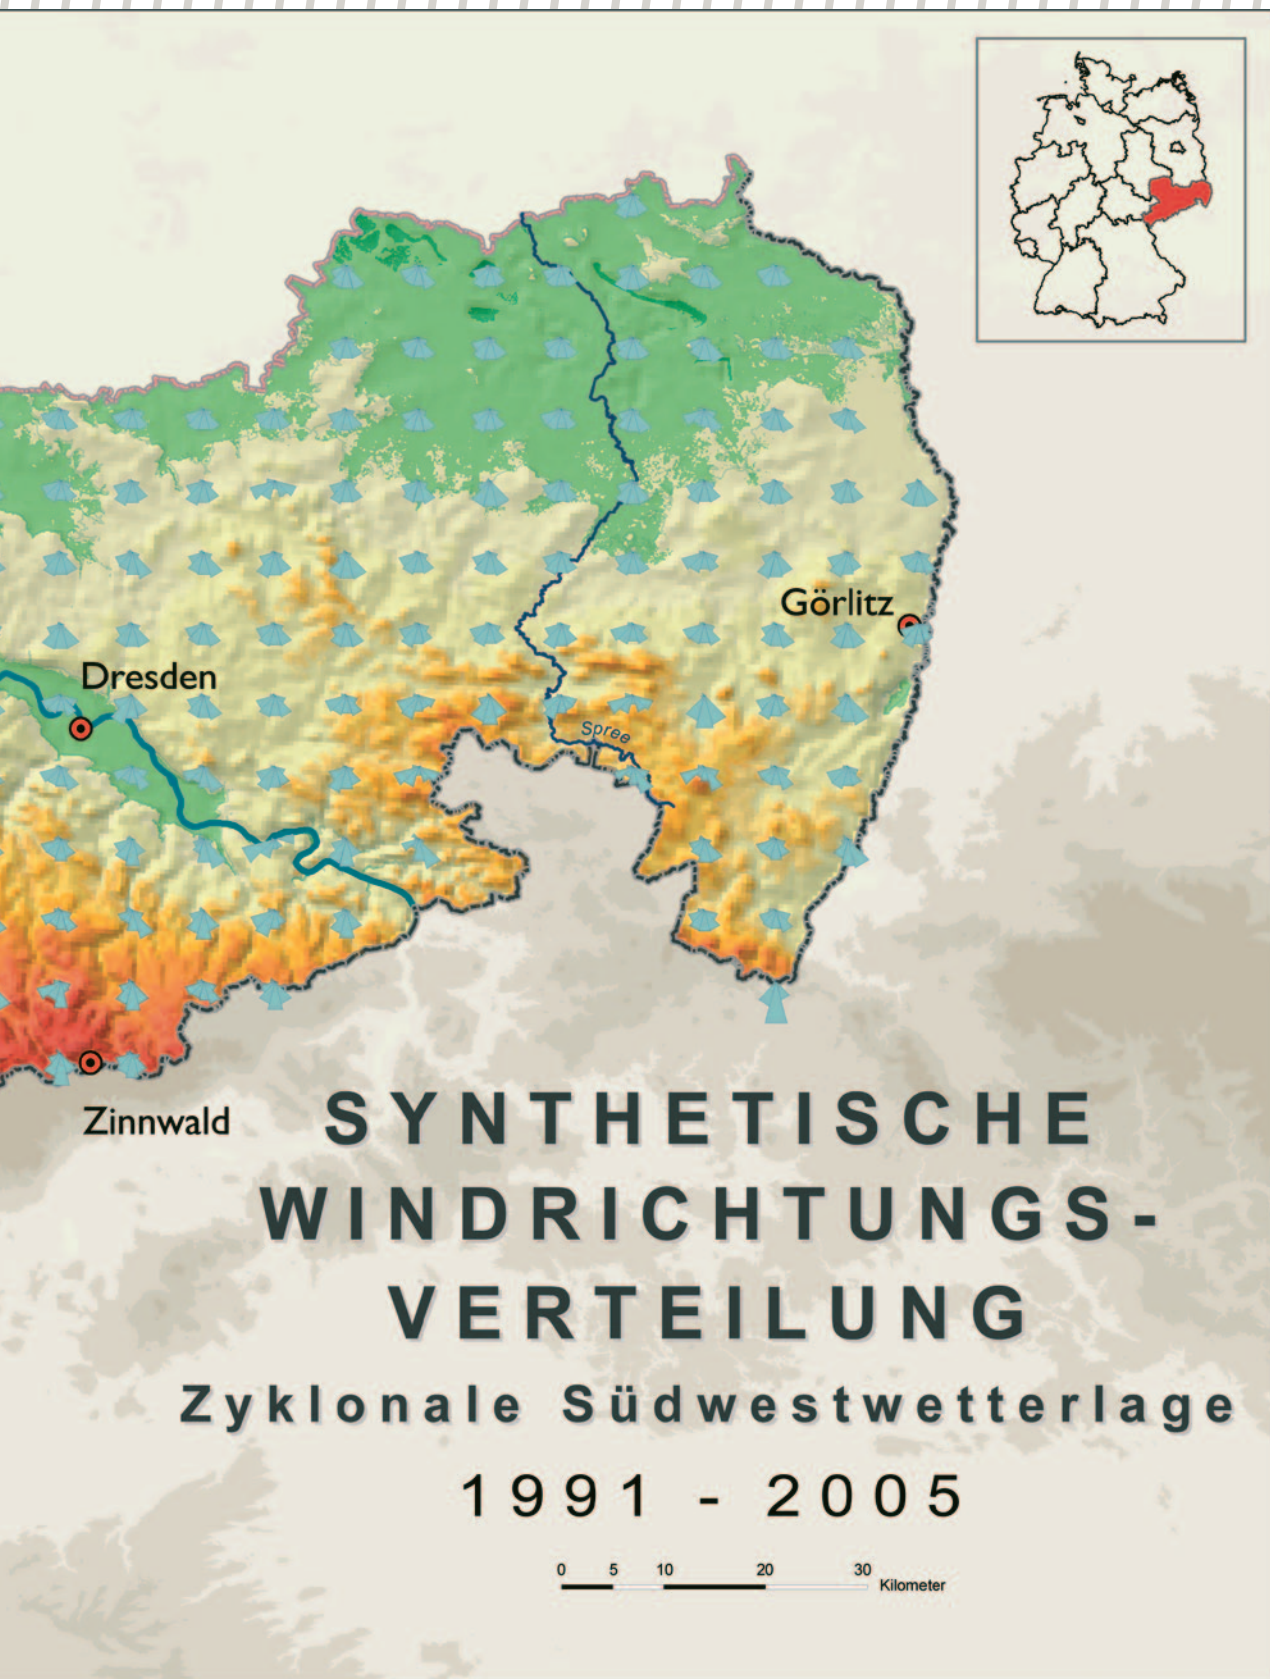 Görlitz
Dresden
Spree
Zinnwald
SYNTHETISCHE
WINDRICHTUNGS-
VERTEILUNG
Zyklonale Südwestwetterlage
1991 - 2005
0 5 10 20 30
Kilometer